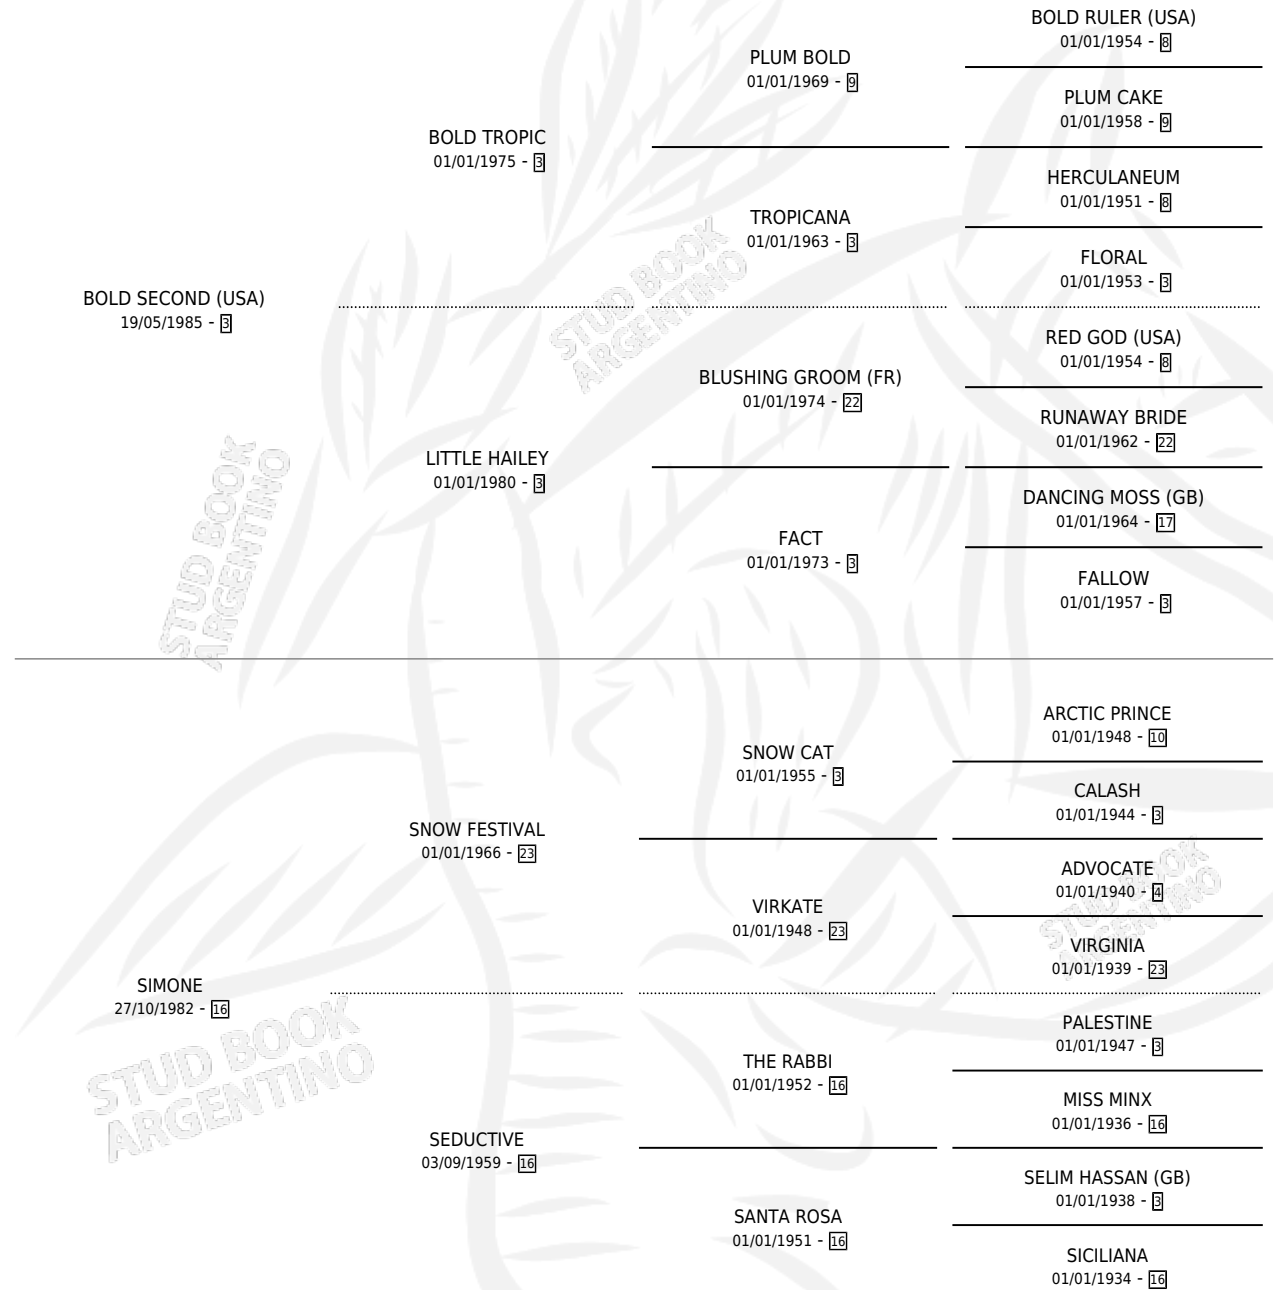 BOLD RULER (USA)
01/01/1954 - 8
PLUM BOLD
01/01/1969 - 9
PLUM CAKE
01/01/1958 - 9
BOLD TROPIC
01/01/1975 - 3
HERCULANEUM
01/01/1951 - 8
TROPICANA
01/01/1963 - 3
FLORAL
01/01/1953 - 3
BOLD SECOND (USA)
19/05/1985 - 3
RED GOD (USA)
01/01/1954 - 8
BLUSHING GROOM (FR)
01/01/1974 - 22
RUNAWAY BRIDE
01/01/1962 - 22
LITTLE HAILEY
01/01/1980 - 3
DANCING MOSS (GB)
01/01/1964 - 17
FACT
01/01/1973 - 3
FALLOW
01/01/1957 - 3
ARCTIC PRINCE
01/01/1948 - 10
SNOW CAT
01/01/1955 - 3
CALASH
01/01/1944 - 3
SNOW FESTIVAL
01/01/1966 - 23
ADVOCATE
01/01/1940 - 4
VIRKATE
01/01/1948 - 23
VIRGINIA
01/01/1939 - 23
SIMONE
27/10/1982 - 16
PALESTINE
01/01/1947 - 3
THE RABBI
01/01/1952 - 16
MISS MINX
01/01/1936 - 16
SEDUCTIVE
03/09/1959 - 16
SELIM HASSAN (GB)
01/01/1938 - 3
SANTA ROSA
01/01/1951 - 16
SICILIANA
01/01/1934 - 16
STUD BOOK
ARGENTINO
STUD BOOK
ARGENTINO
STUD BOOK
ARGENTINO
STUD BOOK
ARGENTINO